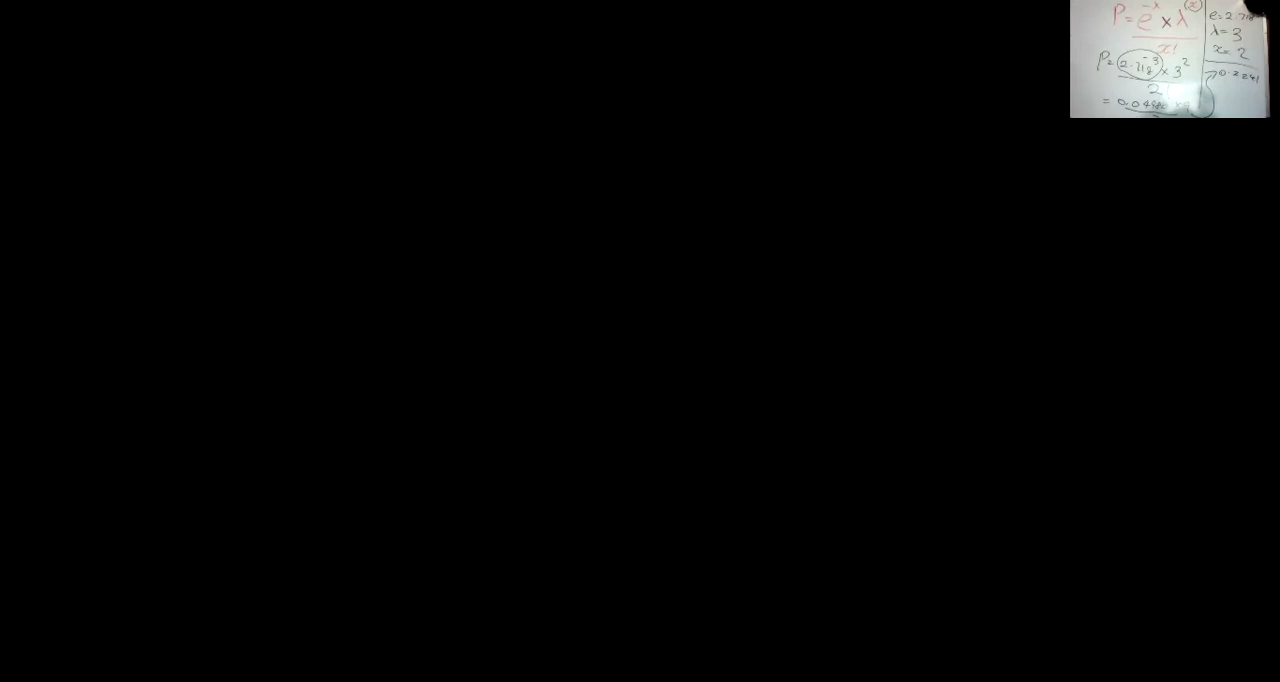 P = e^-λ × λ^x
x!
P = 2.718^-3 × 3^2
2!
=
e = 2.718
λ = 3
x = 2
0.2241